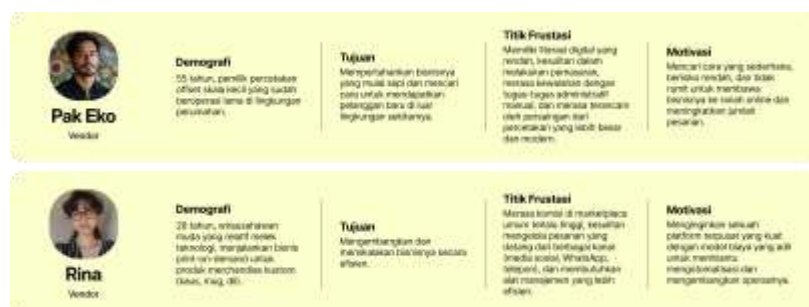 Pak Eko
Vendor
Demografi
55 tahun, pemilik percetakan
offset skala kecil yang sudah
beroperasi lama di lingkungan
perumahan.
Tujuan
Mempertahankan bisnisnya
yang mulai sepi dan mencari
cara untuk mendapatkan
pelanggan baru di luar
lingkungan sekitarnya.
Titik Frustasi
Memiliki literasi digital yang
rendah, kesulitan dalam
melakukan pemasaran,
merasa kewalahan dengan
tugas-tugas administratif
manual, dan merasa terancam
oleh persaingan dari
percetakan yang lebih besar
dan modern.
Motivasi
Mencari cara yang sederhana,
berisiko rendah, dan tidak
rumit untuk membawa
bisnisnya ke ranah online dan
meningkatkan jumlah
pesanan.
Rina
Vendor
Demografi
28 tahun, wirausahawan
muda yang relatif melek
teknologi, menjalankan bisnis
print-on-demand untuk
produk merchandise kustom
(kaos, mug, dll).
Tujuan
Mengembangkan dan
menskalakan bisnisnya secara
efisien.
Titik Frustasi
Merasa komisi di marketplace
umum terlalu tinggi, kesulitan
mengelola pesanan yang
datang dari berbagai kanal
(media sosial, WhatsApp,
telepon), dan membutuhkan
alat manajemen yang lebih
efisien.
Motivasi
Menginginkan sebuah
platform terpusat yang kuat
dengan model biaya yang adil
untuk membantu
mengotomatisasi dan
mengembangkan operasinya.